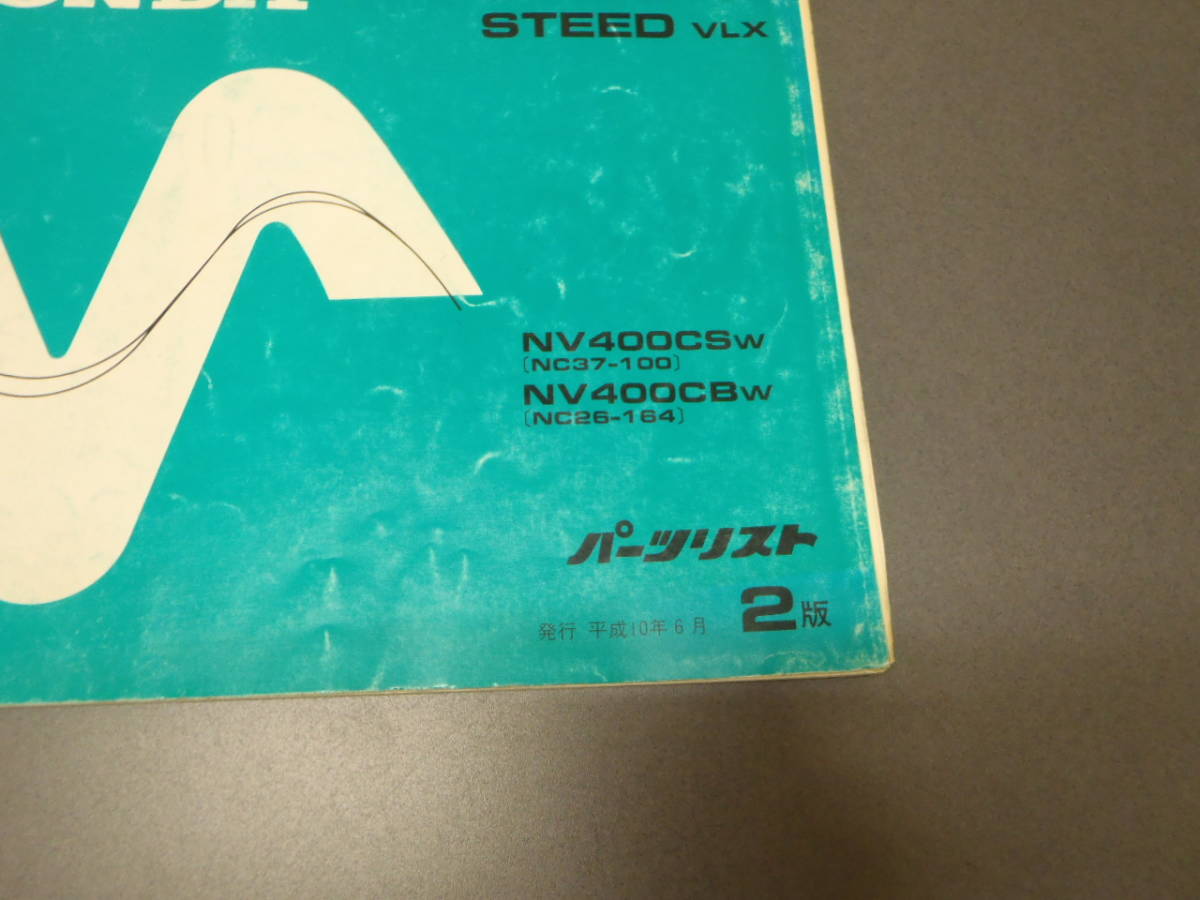 STEED VLX
NV400CSW
[NC37-100]
NV400CBW
[NC26-164]
パーツリスト
発行 平成10年6月 2版